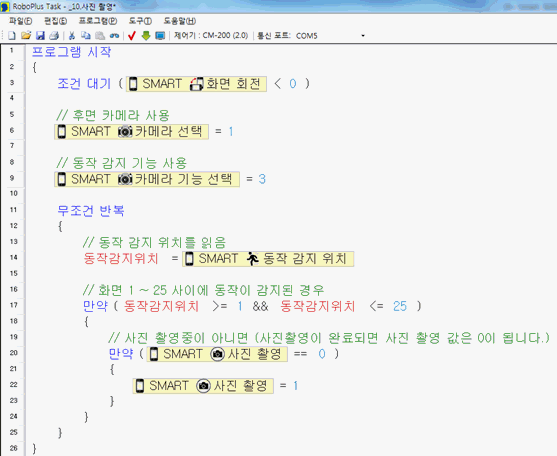 RoboPlus Task - _10.사진 촬영*
파일(F) 편집(E) 프로그램(P) 도구(T) 도움말(H)
제어기 : CM-200 (2.0) 통신 포트: COM5
1 프로그램 시작
2 {
3 조건 대기 ( SMART 화면 회전 < 0 )
4
5 // 후면 카메라 사용
6 SMART 카메라 선택 = 1
7
8 // 동작 감지 기능 사용
9 SMART 카메라 기능 선택 = 3
10
11 무조건 반복
12 {
13 // 동작 감지 위치를 읽음
14 동작감지위치 = SMART 동작 감지 위치
15
16 // 화면 1 ~ 25 사이에 동작이 감지된 경우
17 만약 ( 동작감지위치 >= 1 && 동작감지위치 <= 25 )
18 {
19 // 사진 촬영중이 아니면 (사진촬영이 완료되면 사진 촬영 값은 0이 됩니다.)
20 만약 ( SMART 사진 촬영 == 0 )
21 {
22 SMART 사진 촬영 = 1
23 }
24 }
25 }
26 }